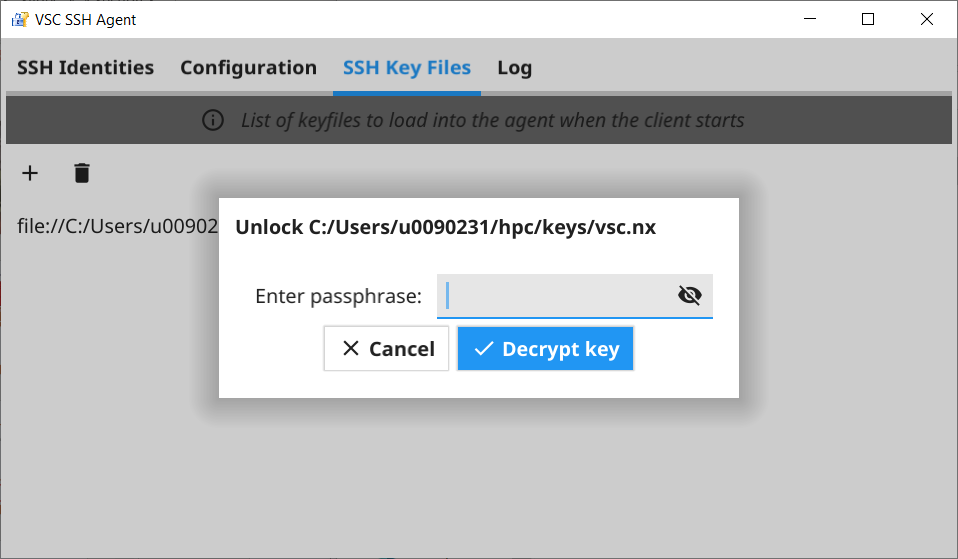 VSC SSH Agent
SSH Identities Configuration SSH Key Files Log
List of keyfiles to load into the agent when the client starts
file://C:/Users/u00902
Unlock C:/Users/u0090231/hpc/keys/vsc.nx
Enter passphrase:
Cancel Decrypt key